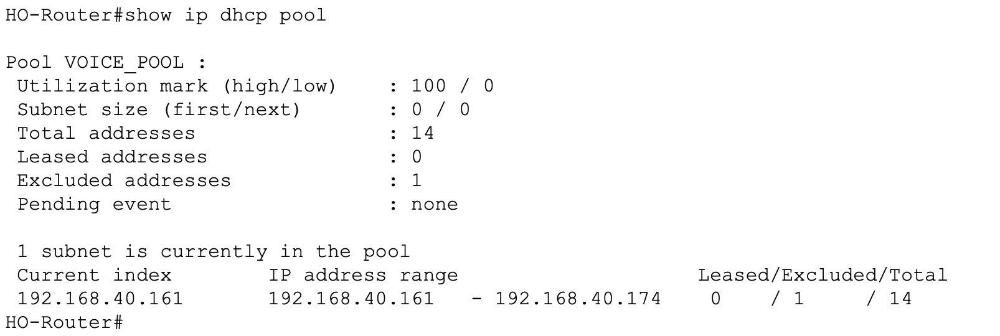 HO-Router#show ip dhcp pool
Pool VOICE_POOL :
Utilization mark (high/low) : 100 / 0
Subnet size (first/next) : 0 / 0
Total addresses : 14
Leased addresses : 0
Excluded addresses : 1
Pending event : none
1 subnet is currently in the pool
Current index IP address range Leased/Excluded/Total
192.168.40.161 192.168.40.161 - 192.168.40.174 0 / 1 / 14
HO-Router#